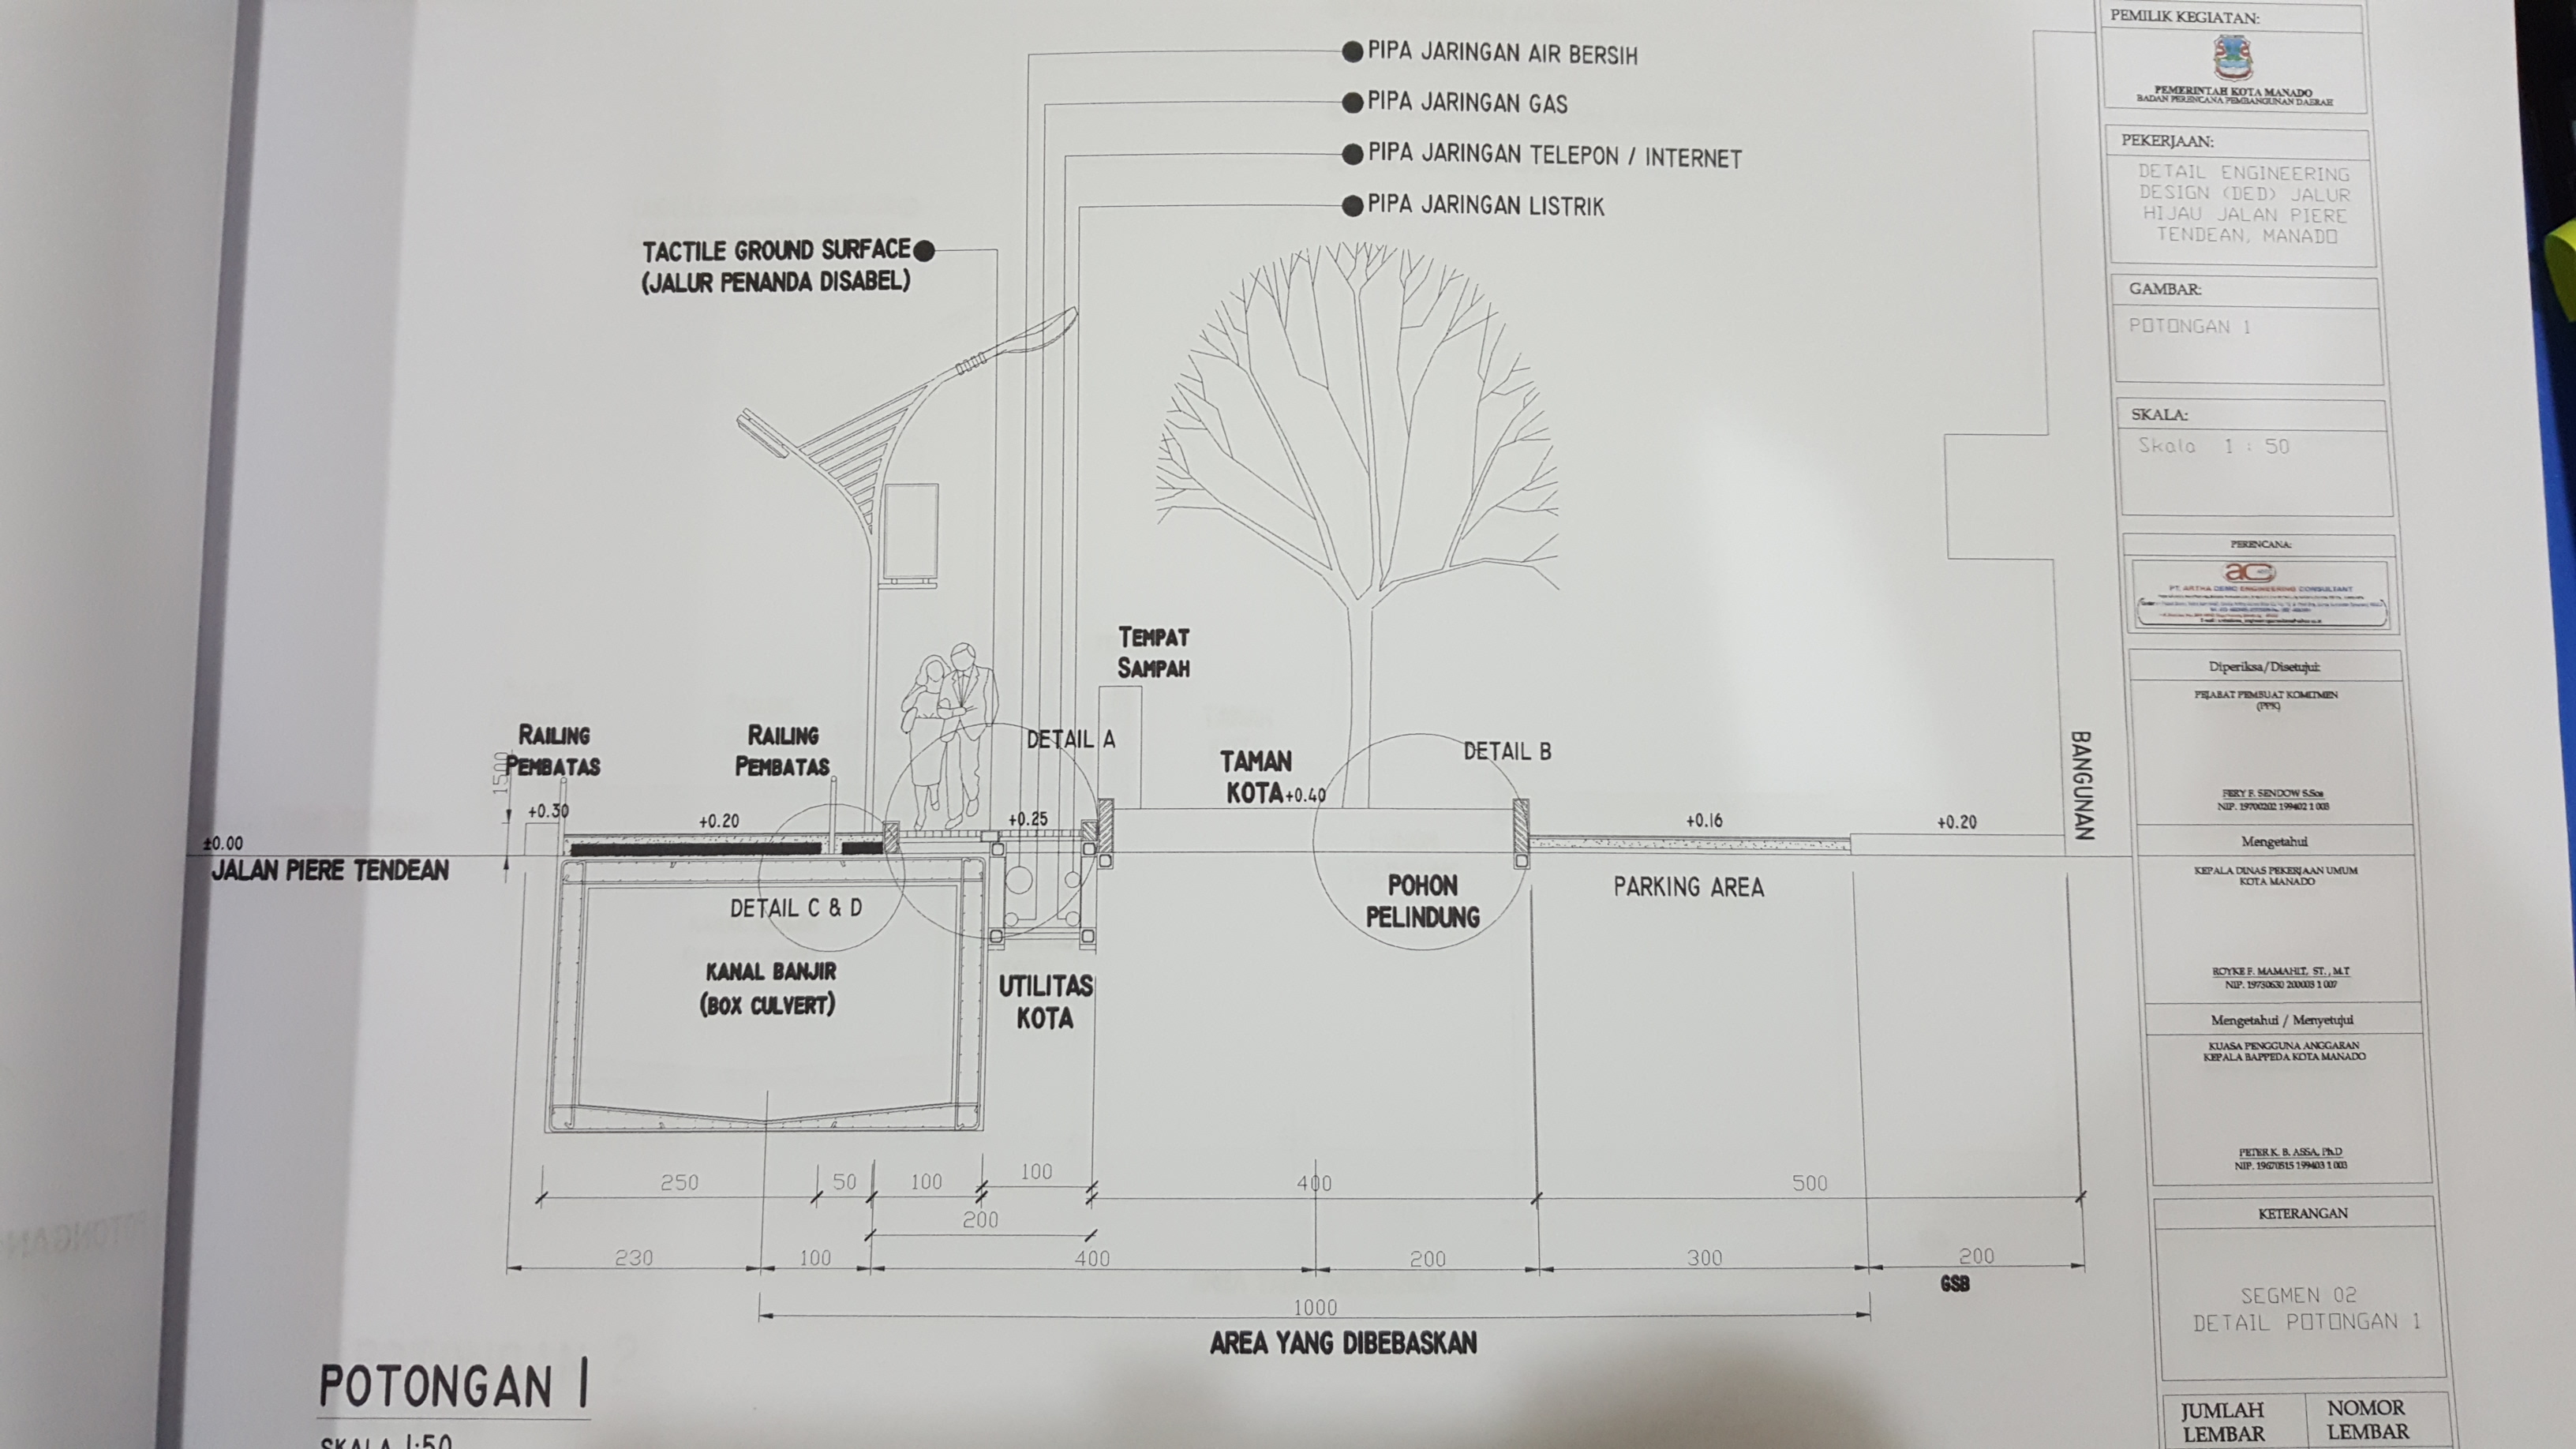 TACTILE GROUND SURFACE
(JALUR PENANDA DISABEL)
PIPA JARINGAN AIR BERSIH
PIPA JARINGAN GAS
PIPA JARINGAN TELEPON / INTERNET
PIPA JARINGAN LISTRIK
RAILING
PEMBATAS
RAILING
PEMBATAS
TEMPAT
SAMPAH
DETAIL A
TAMAN
KOTA
+0.40
DETAIL B
±0.00
JALAN PIERE TENDEAN
+0.30
+0.20
+0.25
+0.16
+0.20
BANGUNAN
DETAIL C & D
KANAL BANJIR
(BOX CULVERT)
UTILITAS
KOTA
POHON
PELINDUNG
PARKING AREA
250
50
100
100
400
500
200
230
100
400
200
300
200
GSB
1000
AREA YANG DIBEBASKAN
POTONGAN 1
SKALA 1:50
PEMILIK KEGIATAN:
PEMERINTAH KOTA MANADO
BADAN PERENCANA PEMBANGUNAN DAERAH
PEKERJAAN:
DETAIL ENGINEERING
DESIGN (DED) JALUR
HIJAU JALAN PIERE
TENDEAN, MANADO
GAMBAR:
POTONGAN 1
SKALA:
Skala 1 : 50
PERENCANA:
Diperiksa/Disetujui:
PEJABAT PEMBUAT KOMITMEN
(PPK)
Mengetahui
KEPALA DINAS PEKERJAAN UMUM
KOTA MANADO
Mengetahui / Menyetujui
KUASA PENGGUNA ANGGARAN
KEPALA BAPPEDA KOTA MANADO
KETERANGAN
SEGMEN 02
DETAIL POTONGAN 1
JUMLAH
LEMBAR
NOMOR
LEMBAR